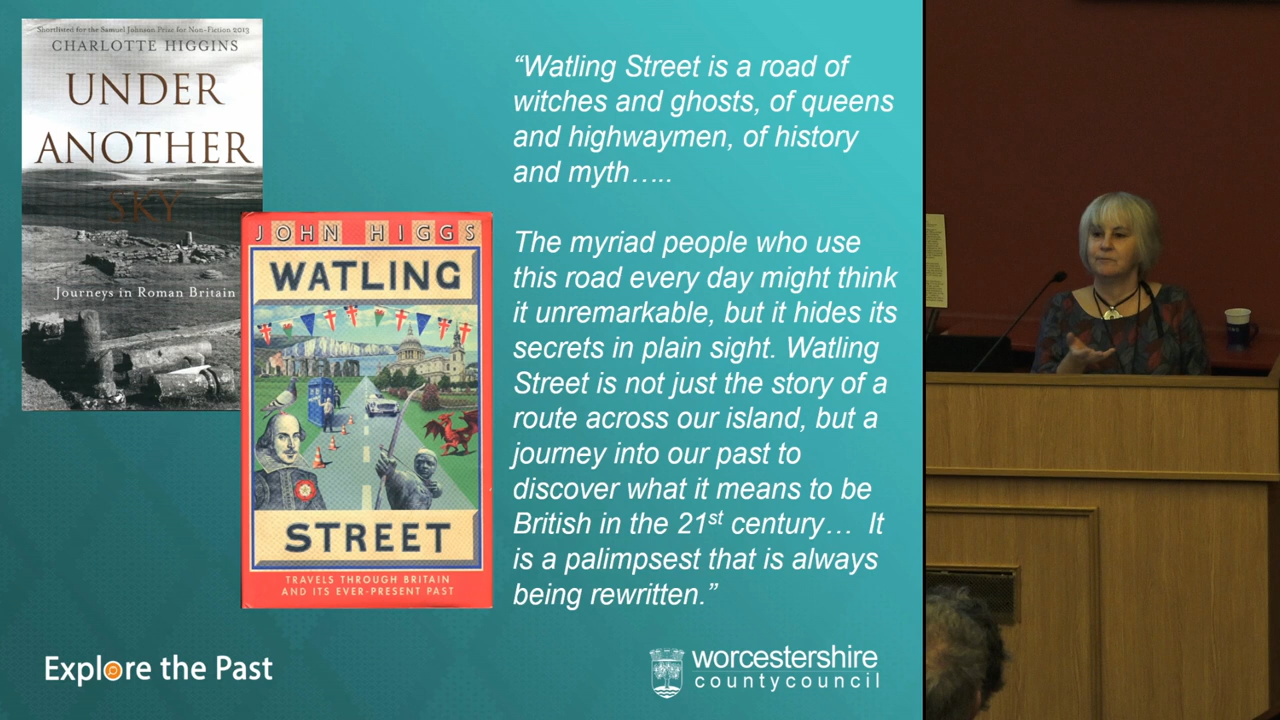 Shortlisted for the Samuel Johnson Prize for Non-Fiction 2013
CHARLOTTE HIGGINS
UNDER
ANOTHER
SKY
Journeys in Roman Britain
JOHN HIGGS
WATLING
STREET
TRAVELS THROUGH BRITAIN
AND ITS EVER-PRESENT PAST
“Watling Street is a road of
witches and ghosts, of queens
and highwaymen, of history
and myth…..
The myriad people who use
this road every day might think
it unremarkable, but it hides its
secrets in plain sight. Watling
Street is not just the story of a
route across our island, but a
journey into our past to
discover what it means to be
British in the 21st century… It
is a palimpsest that is always
being rewritten.”
Explore the Past
worcestershire
countycouncil